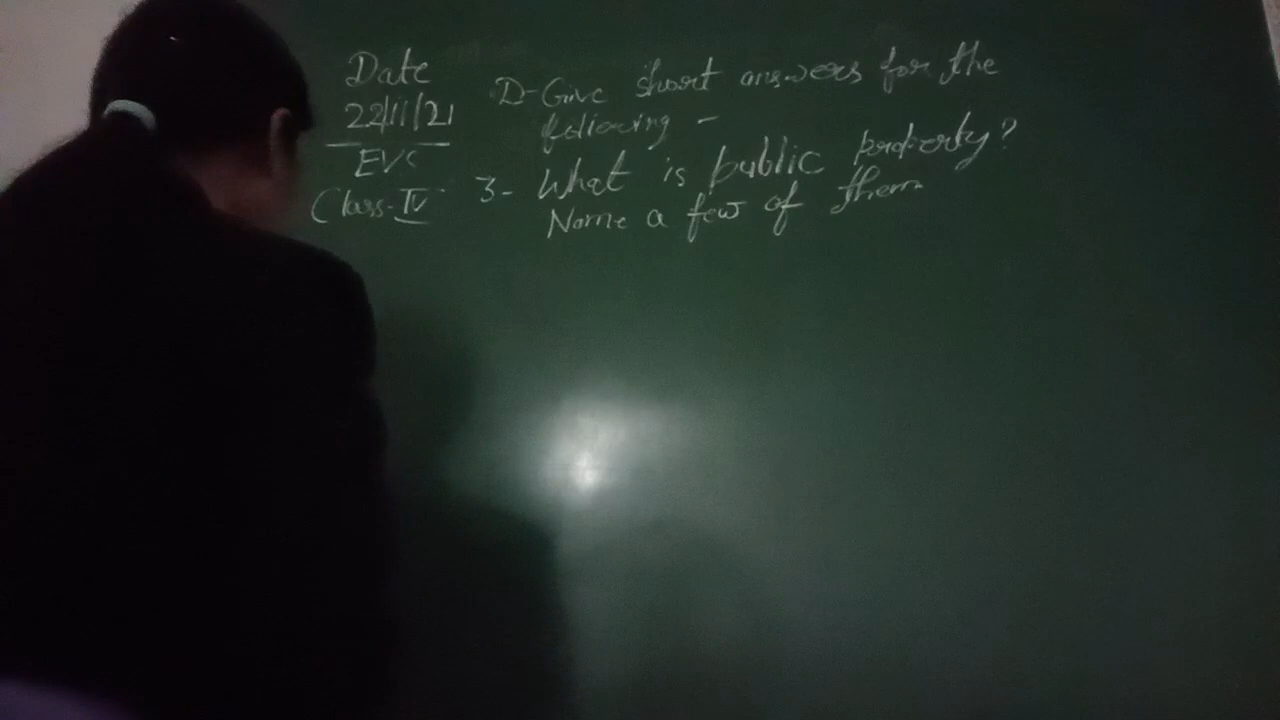 Date
22/11/21
EVS
Class-IV
D-Give short answers for the
following -
3- What is public property?
Name a few of them